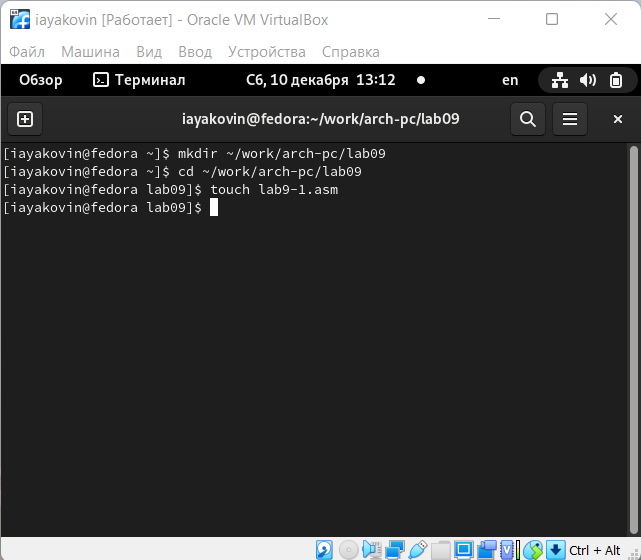 iayakovin [Работает] - Oracle VM VirtualBox
Файл Машина Вид Ввод Устройства Справка
Обзор Терминал Сб, 10 декабря 13:12 en
iayakovin@fedora:~/work/arch-pc/lab09
[iayakovin@fedora ~]$ mkdir ~/work/arch-pc/lab09
[iayakovin@fedora ~]$ cd ~/work/arch-pc/lab09
[iayakovin@fedora lab09]$ touch lab9-1.asm
[iayakovin@fedora lab09]$
Ctrl + Alt